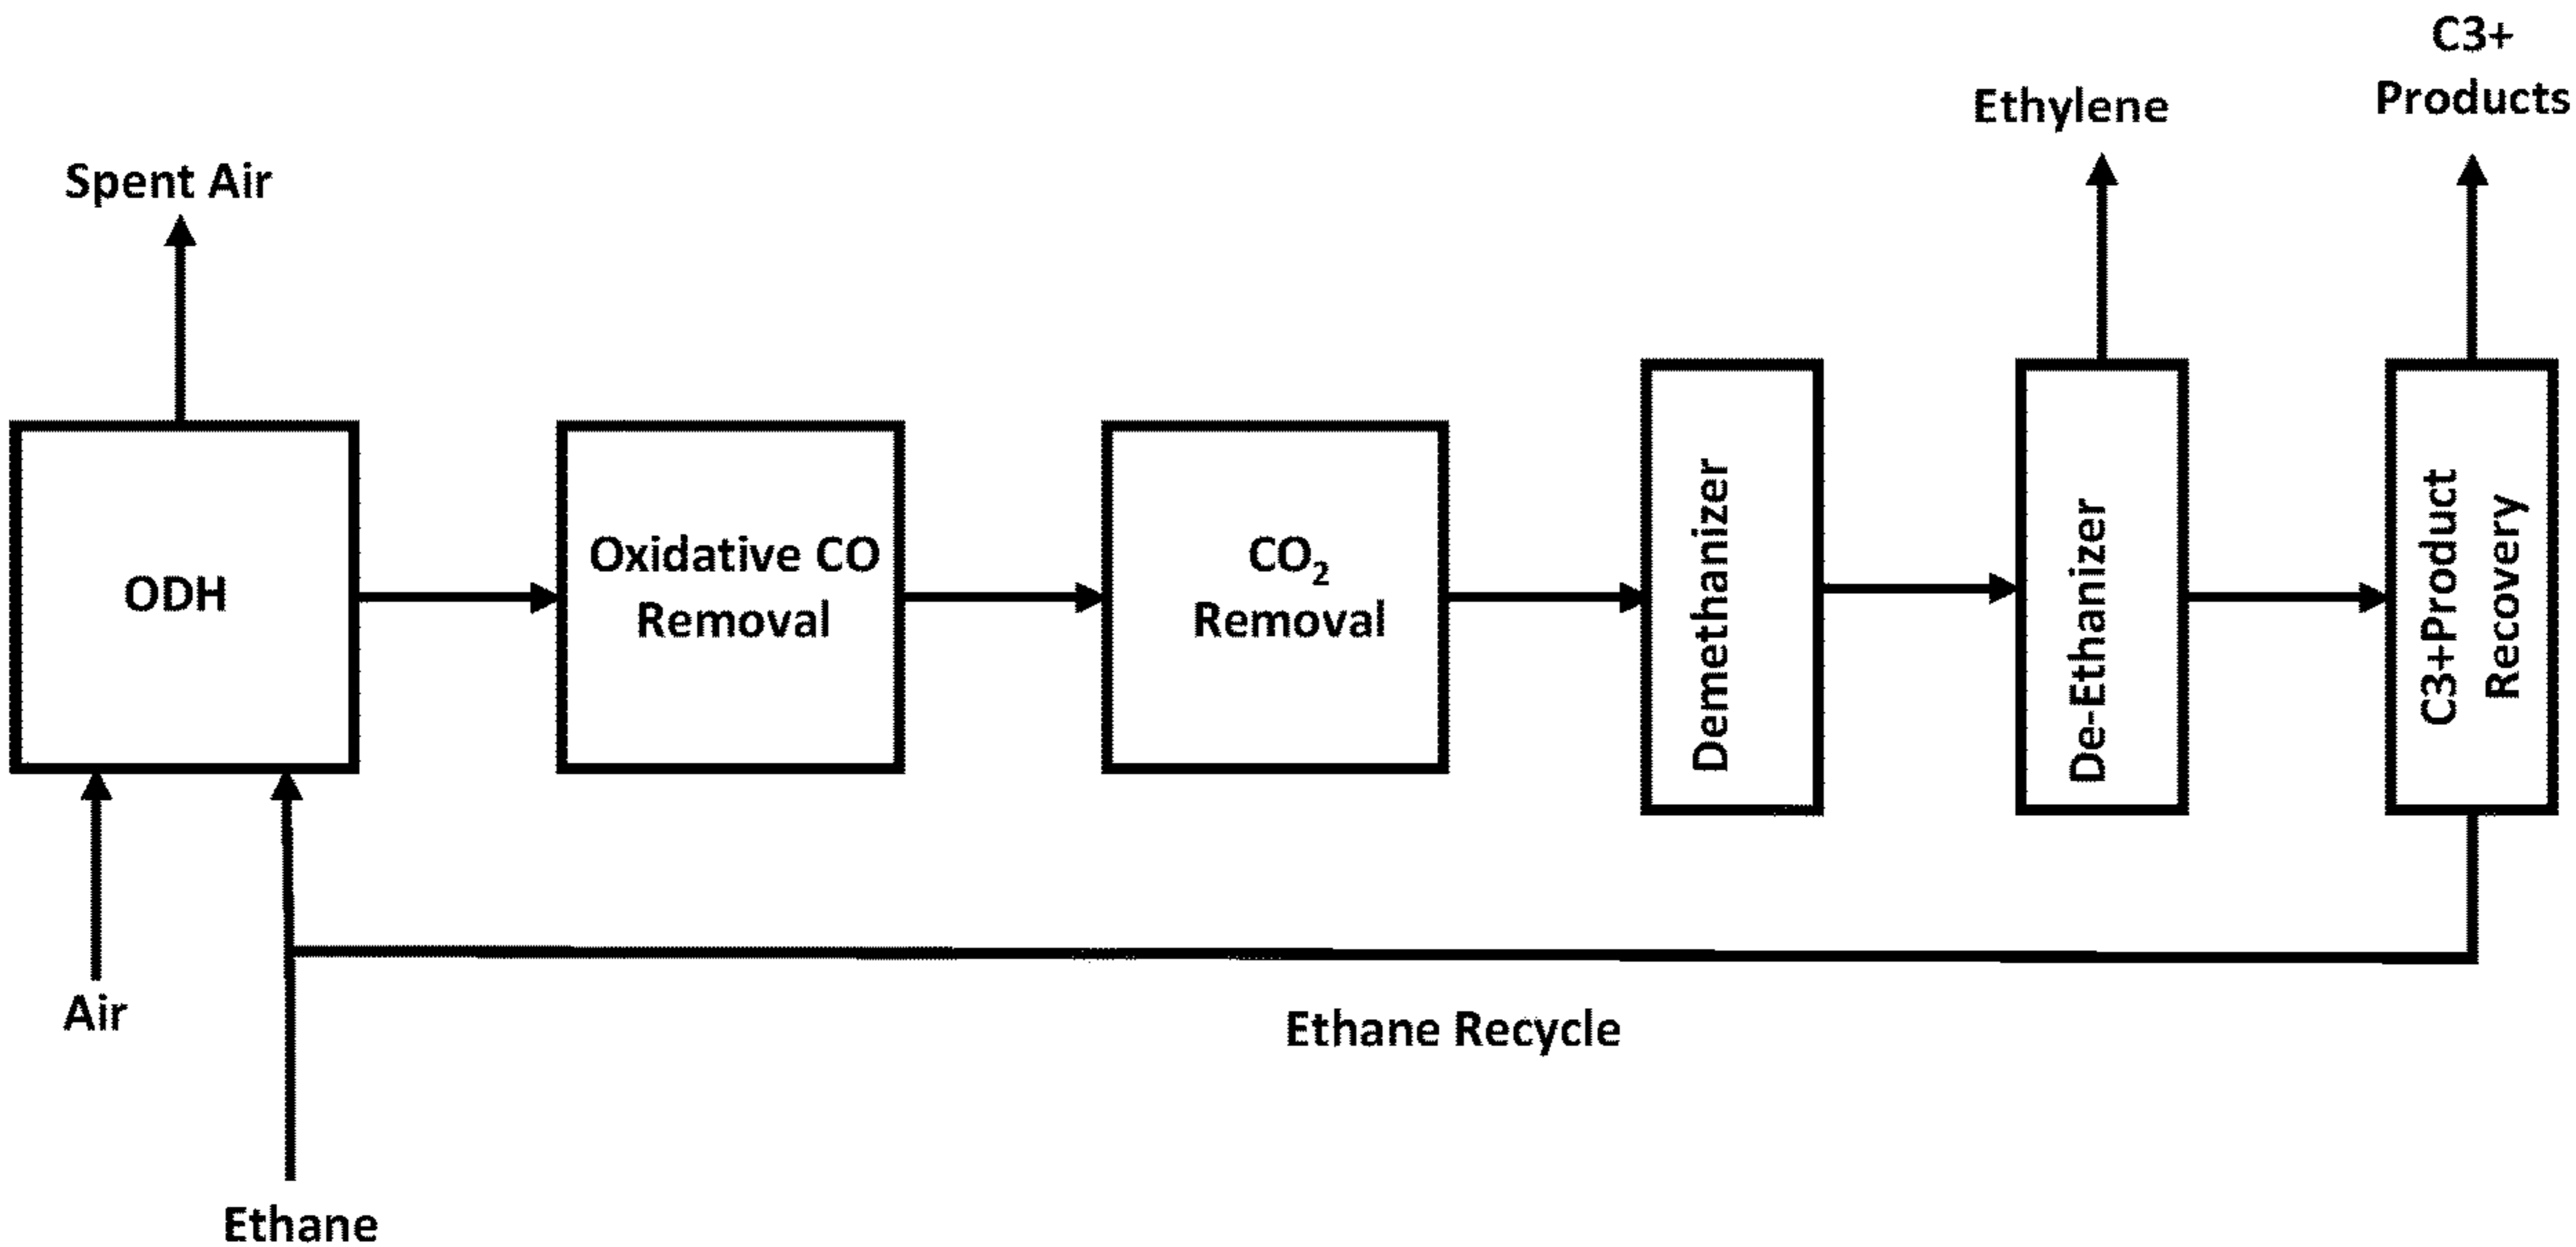 C3+
Products
Ethylene
Spent Air
ODH
Oxidative CO
Removal
CO₂
Removal
Demethanizer
De-Ethanizer
C3+Product
Recovery
Air
Ethane Recycle
Ethane